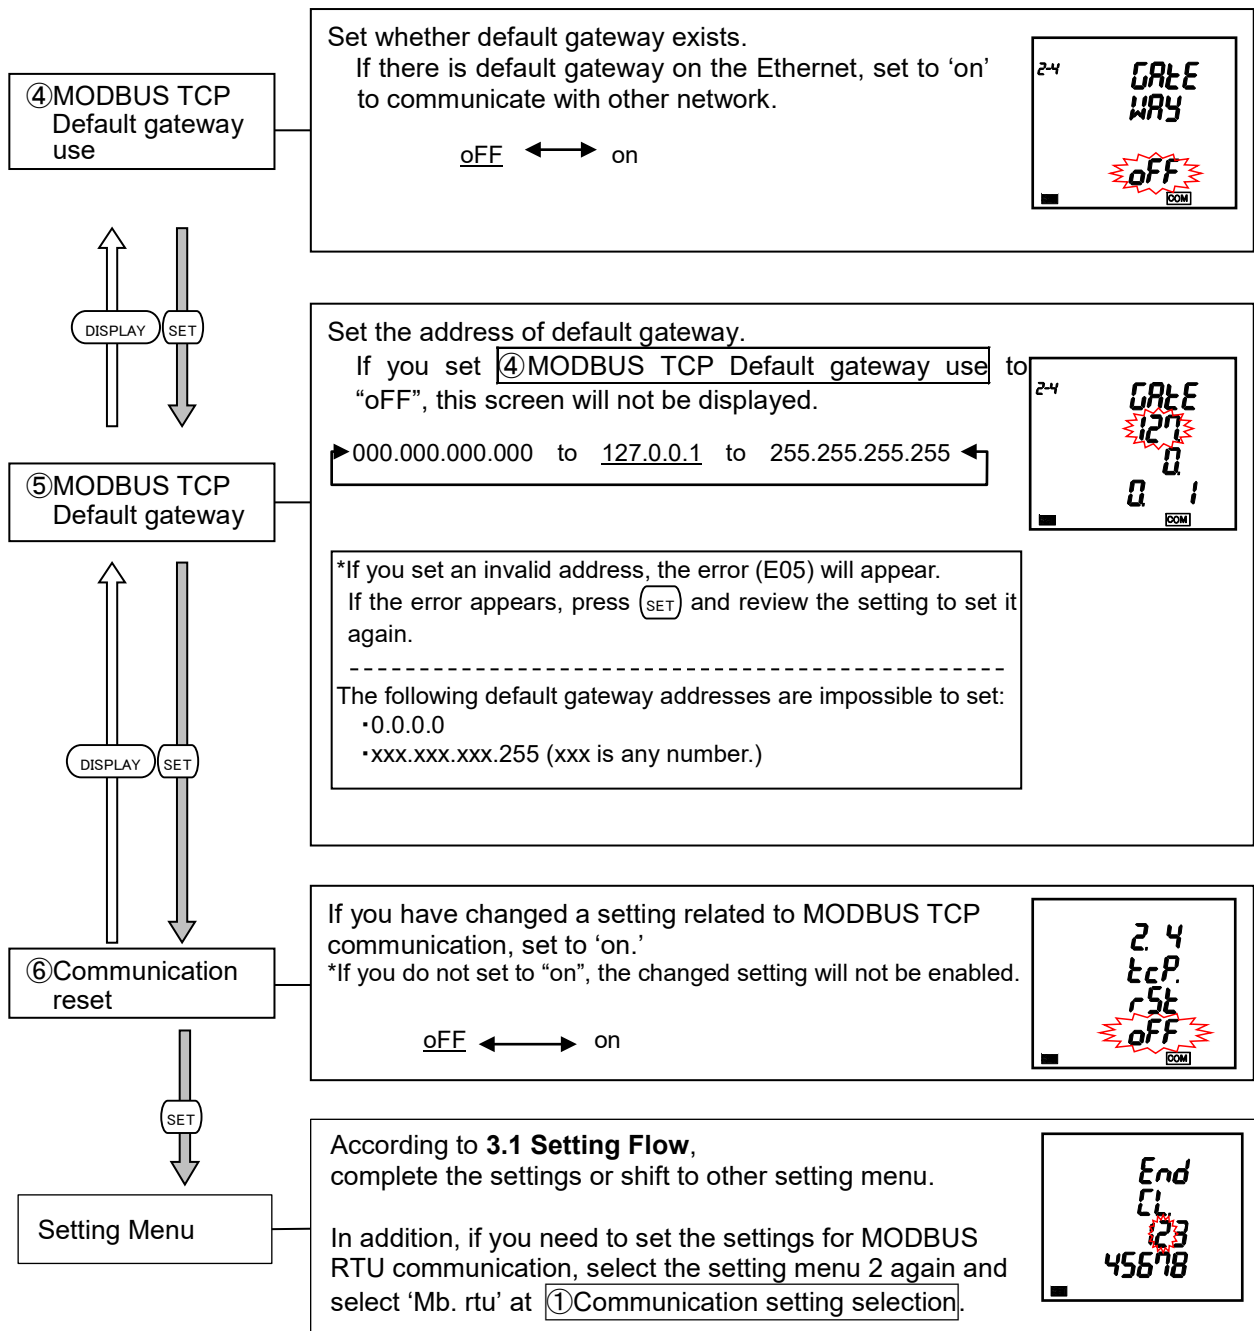 ④MODBUS TCP
Default gateway
use
Set whether default gateway exists.
If there is default gateway on the Ethernet, set to ‘on’
to communicate with other network.
oFF on
2-4
GAtE
WAY
oFF
COM
DISPLAY SET
Set the address of default gateway.
If you set ④MODBUS TCP Default gateway use to
“oFF”, this screen will not be displayed.
000.000.000.000 to 127.0.0.1 to 255.255.255.255
2-4
GAtE
127.
0.
0. 1
COM
⑤MODBUS TCP
Default gateway
*If you set an invalid address, the error (E05) will appear.
If the error appears, press SET and review the setting to set it
again.
The following default gateway addresses are impossible to set:
・0.0.0.0
・xxx.xxx.xxx.255 (xxx is any number.)
DISPLAY SET
⑥Communication
reset
If you have changed a setting related to MODBUS TCP
communication, set to ‘on.’
*If you do not set to “on”, the changed setting will not be enabled.
oFF on
2. 4
tcP.
rSt
oFF
COM
SET
Setting Menu
According to 3.1 Setting Flow,
complete the settings or shift to other setting menu.
In addition, if you need to set the settings for MODBUS
RTU communication, select the setting menu 2 again and
select ‘Mb. rtu’ at ①Communication setting selection.
End
CL.
1.23
45678